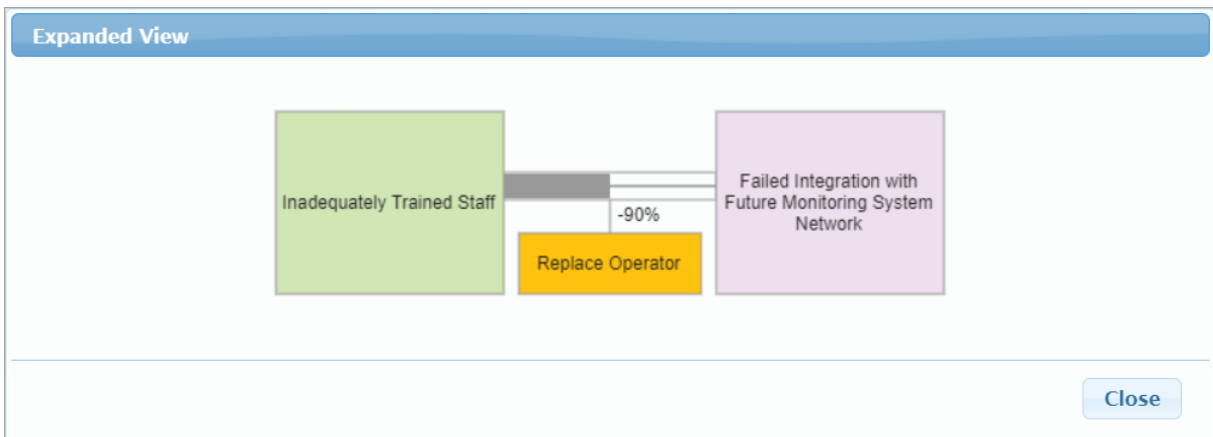 Expanded View
Inadequately Trained Staff
-90%
Replace Operator
Failed Integration with
Future Monitoring System
Network
Close